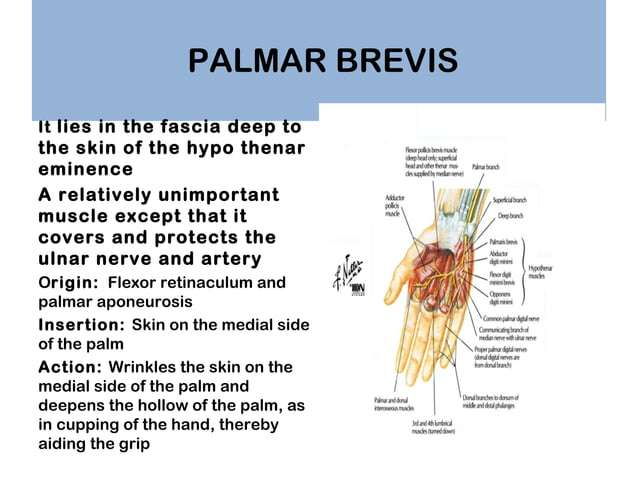 PALMAR BREVIS
It lies in the fascia deep to
the skin of the hypo thenar
eminence
A relatively unimportant
muscle except that it
covers and protects the
ulnar nerve and artery
Origin: Flexor retinaculum and
palmar aponeurosis
Insertion: Skin on the medial side
of the palm
Action: Wrinkles the skin on the
medial side of the palm and
deepens the hollow of the palm, as
in cupping of the hand, thereby
aiding the grip
Flexor pollicis brevis muscle
(deep head only; superficial
head and other thenar mus-
cles supplied by median nerve)
Palmar branch
Adductor
pollicis
muscle
Superficial branch
Deep branch
Palmaris brevis
Abductor
digiti minimi
Flexor digiti
minimi brevis
Opponens
digiti minimi
Hypothenar
muscles
Common palmar digital nerve
Communicating branch of
median nerve with ulnar nerve
Proper palmar digital nerves
(dorsal digital nerves are
from dorsal branch)
Dorsal branches to dorsum of
middle and distal phalanges
Palmar and dorsal
interosseous muscles
3rd and 4th lumbrical
muscles (turned down)